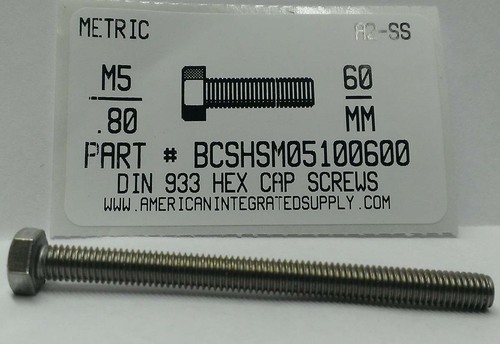 METRIC A2-SS
M5 60
.80 MM
PART # BCSHSM05100600
DIN 933 HEX CAP SCREWS
WWW.AMERICANINTEGRATEDSUPPLY.COM